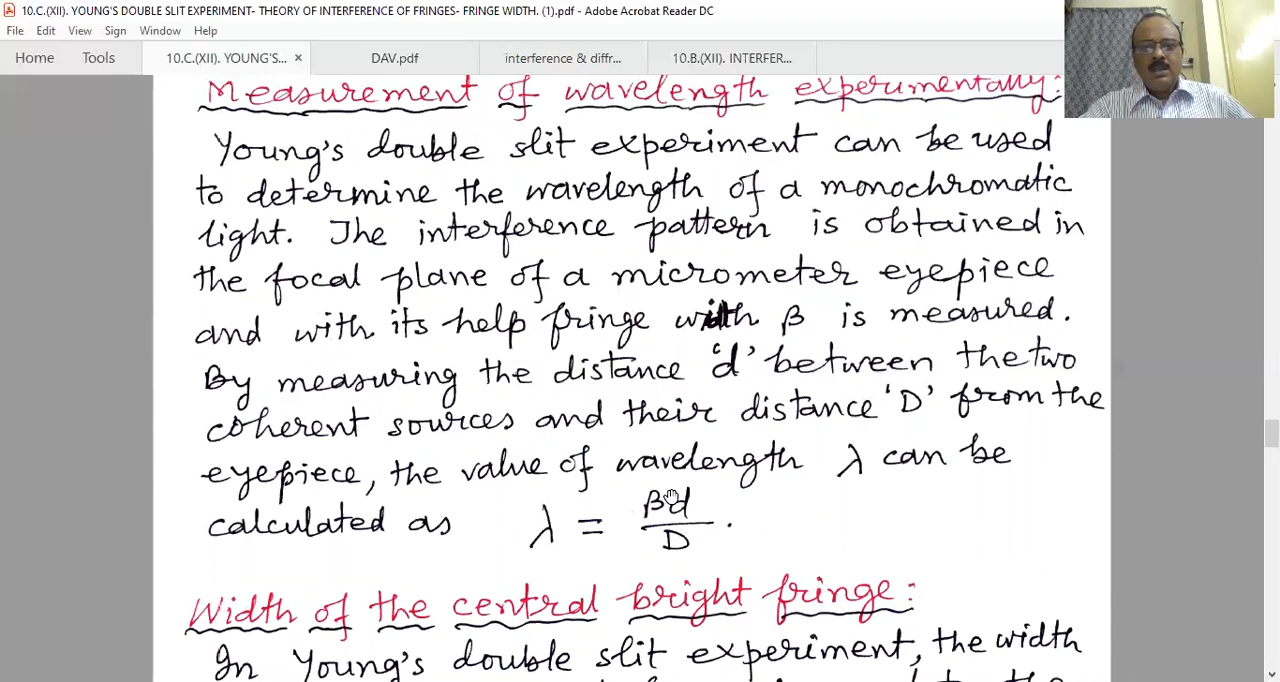 10.C.(XII). YOUNG'S DOUBLE SLIT EXPERIMENT- THEORY OF INTERFERENCE OF FRINGES- FRINGE WIDTH. (1).pdf - Adobe Acrobat Reader DC
File Edit View Sign Window Help
Home Tools 10.C.(XII). YOUNG'S... × DAV.pdf interference & diffr... 10.B.(XII). INTERFER...
Measurement of wavelength experimentally:
Young's double slit experiment can be used
to determine the wavelength of a monochromatic
light. The interference pattern is obtained in
the focal plane of a micrometer eyepiece
and with its help fringe width β is measured.
By measuring the distance 'd' between the two
coherent sources and their distance 'D' from the
eyepiece, the value of wavelength λ can be
calculated as λ = βd/D.
Width of the central bright fringe:
In Young's double slit experiment, the width